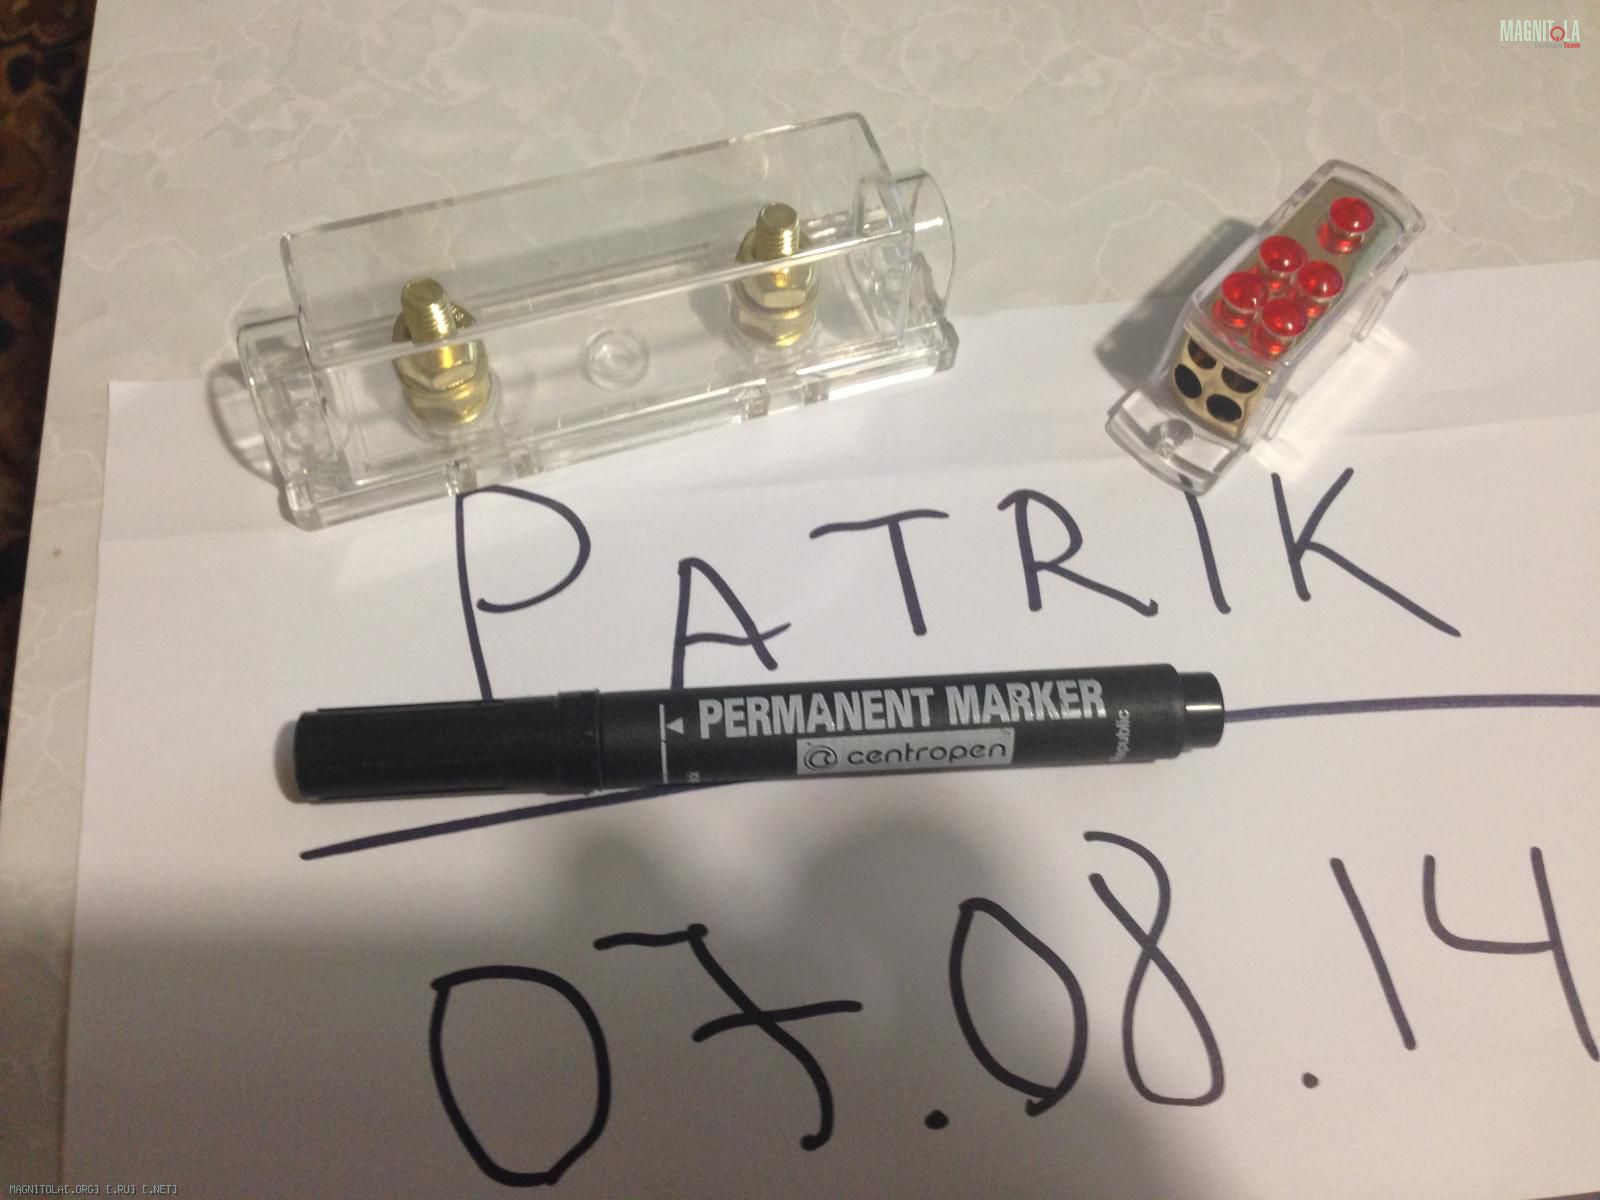 MAGNITOLA
PATRIK
PERMANENT MARKER
centropen
07.08.14
MAGNITOLA[.ORG] [.RU] [.NET]